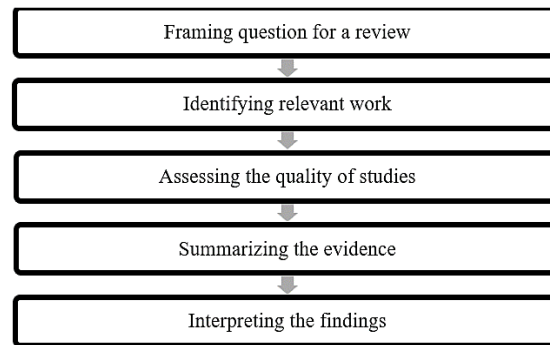 Framing question for a review
Identifying relevant work
Assessing the quality of studies
Summarizing the evidence
Interpreting the findings